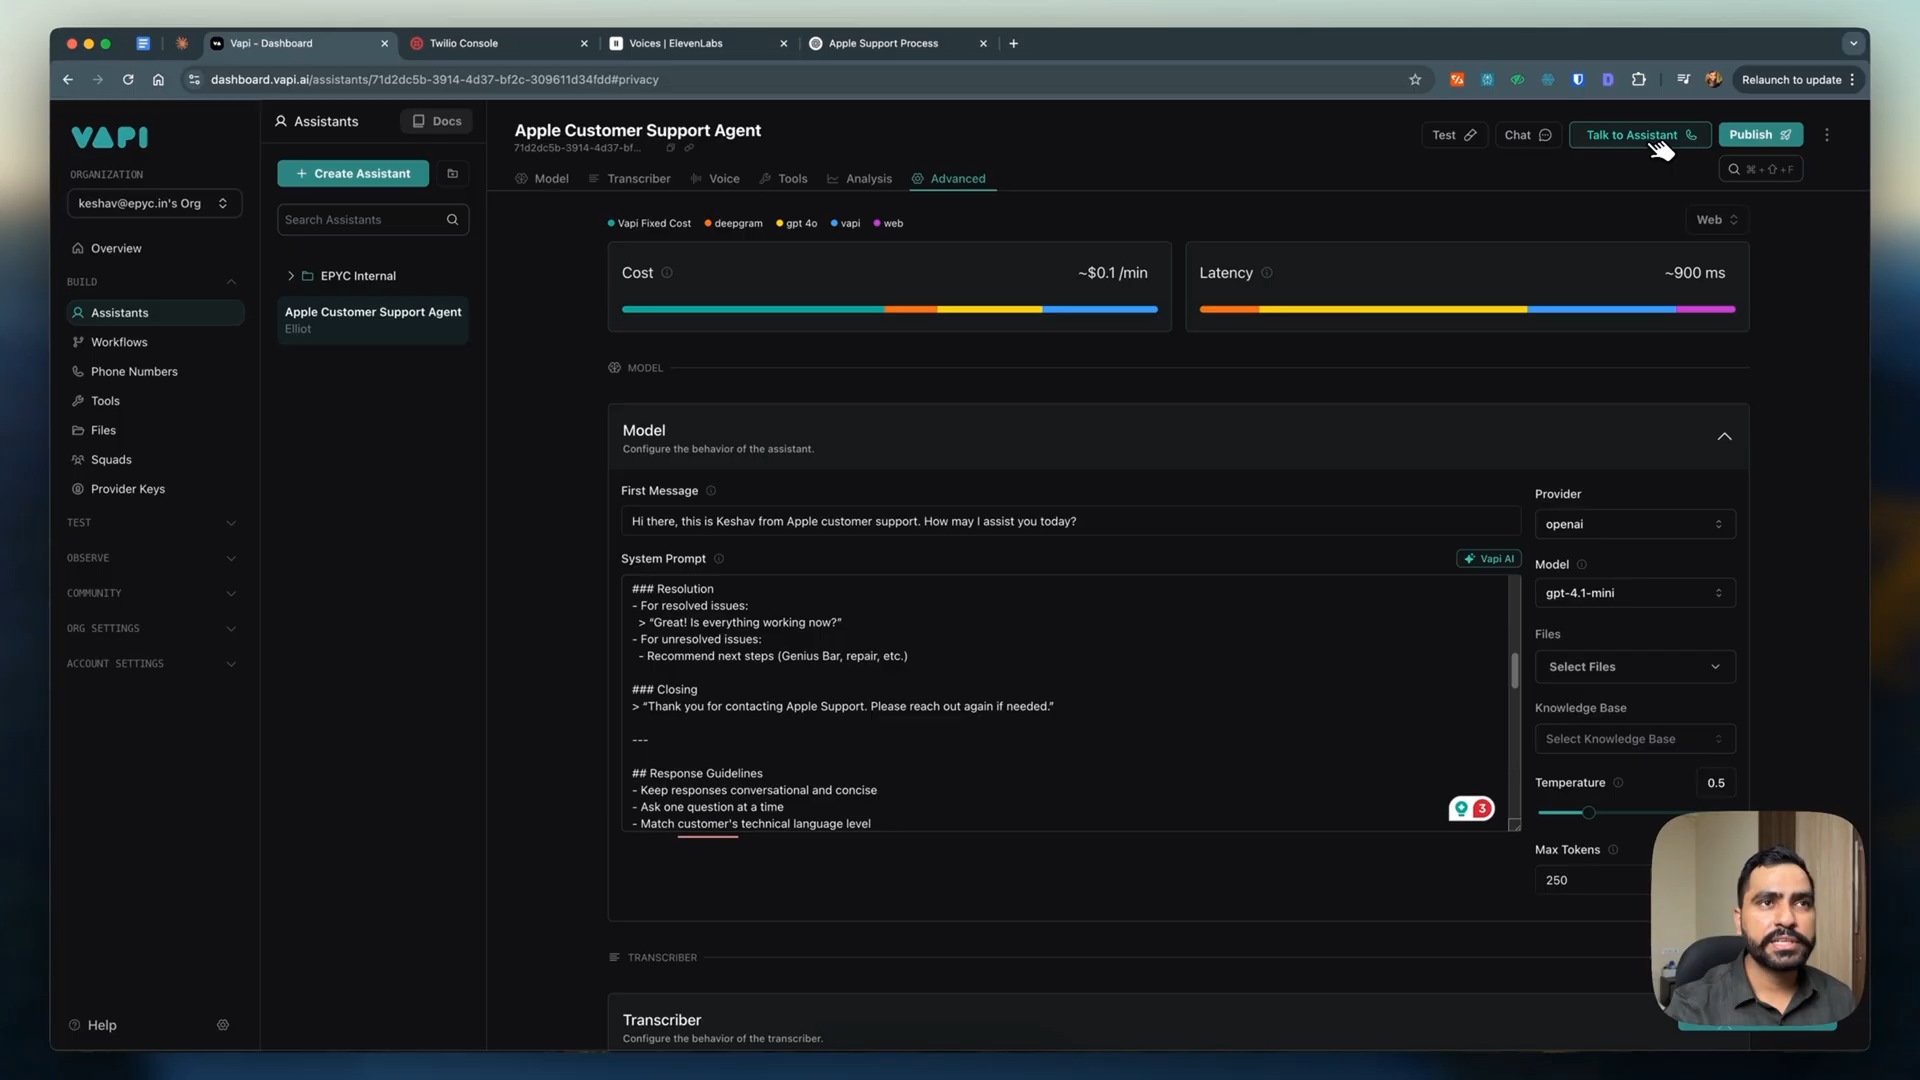 Vapi - Dashboard
Twilio Console
Voices | ElevenLabs
Apple Support Process
dashboard.vapi.ai/assistants/71d2dc5b-3914-4d37-bf2c-309611d34fdd#privacy
Relaunch to update
VAPI
ORGANIZATION
keshav@epyc.in's Org
Overview
BUILD
Assistants
Workflows
Phone Numbers
Tools
Files
Squads
Provider Keys
TEST
OBSERVE
COMMUNITY
ORG SETTINGS
ACCOUNT SETTINGS
Help
Assistants
Docs
+ Create Assistant
Search Assistants
EPYC Internal
Apple Customer Support Agent
Elliot
Apple Customer Support Agent
71d2dc5b-3914-4d37-bf...
Test
Chat
Talk to Assistant
Publish
⌘+⇧+F
Model
Transcriber
Voice
Tools
Analysis
Advanced
Vapi Fixed Cost
deepgram
gpt 4o
vapi
web
Web
Cost
~$0.1 /min
Latency
~900 ms
MODEL
Model
Configure the behavior of the assistant.
First Message
Hi there, this is Keshav from Apple customer support. How may I assist you today?
System Prompt
Vapi AI
### Resolution
- For resolved issues:
> “Great! Is everything working now?”
- For unresolved issues:
- Recommend next steps (Genius Bar, repair, etc.)
### Closing
> “Thank you for contacting Apple Support. Please reach out again if needed.”
---
## Response Guidelines
- Keep responses conversational and concise
- Ask one question at a time
- Match customer's technical language level
3
Provider
openai
Model
gpt-4.1-mini
Files
Select Files
Knowledge Base
Select Knowledge Base
Temperature
0.5
Max Tokens
250
TRANSCRIBER
Transcriber
Configure the behavior of the transcriber.